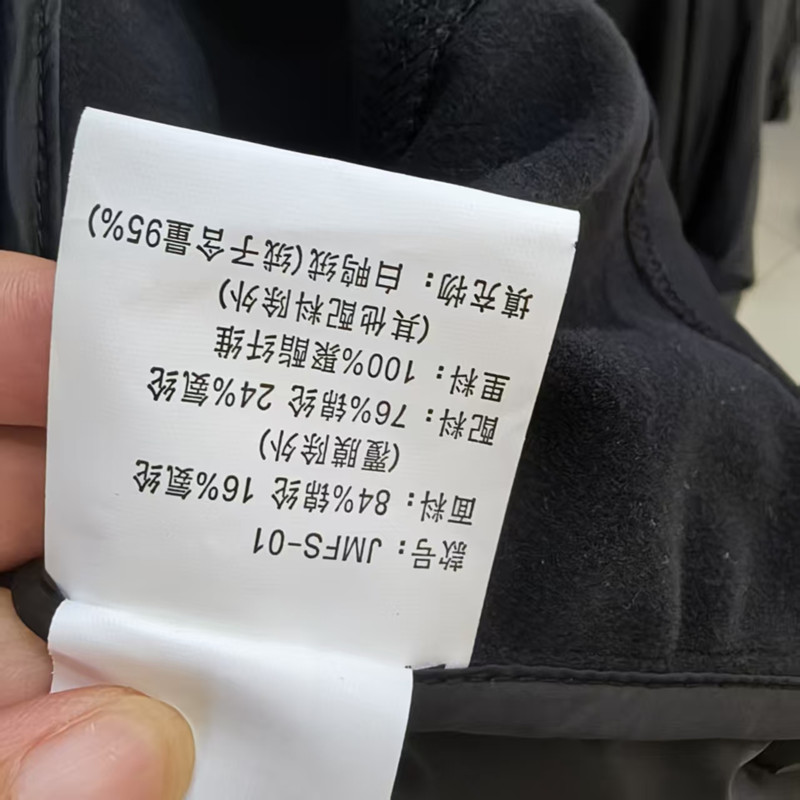 款号：JMFS-01
面料：84%锦纶 16%氨纶
（覆膜除外）
配料：76%锦纶 24%氨纶
里料：100%聚酯纤维
（其他配料除外）
填充物：白鸭绒（绒子含量95%）